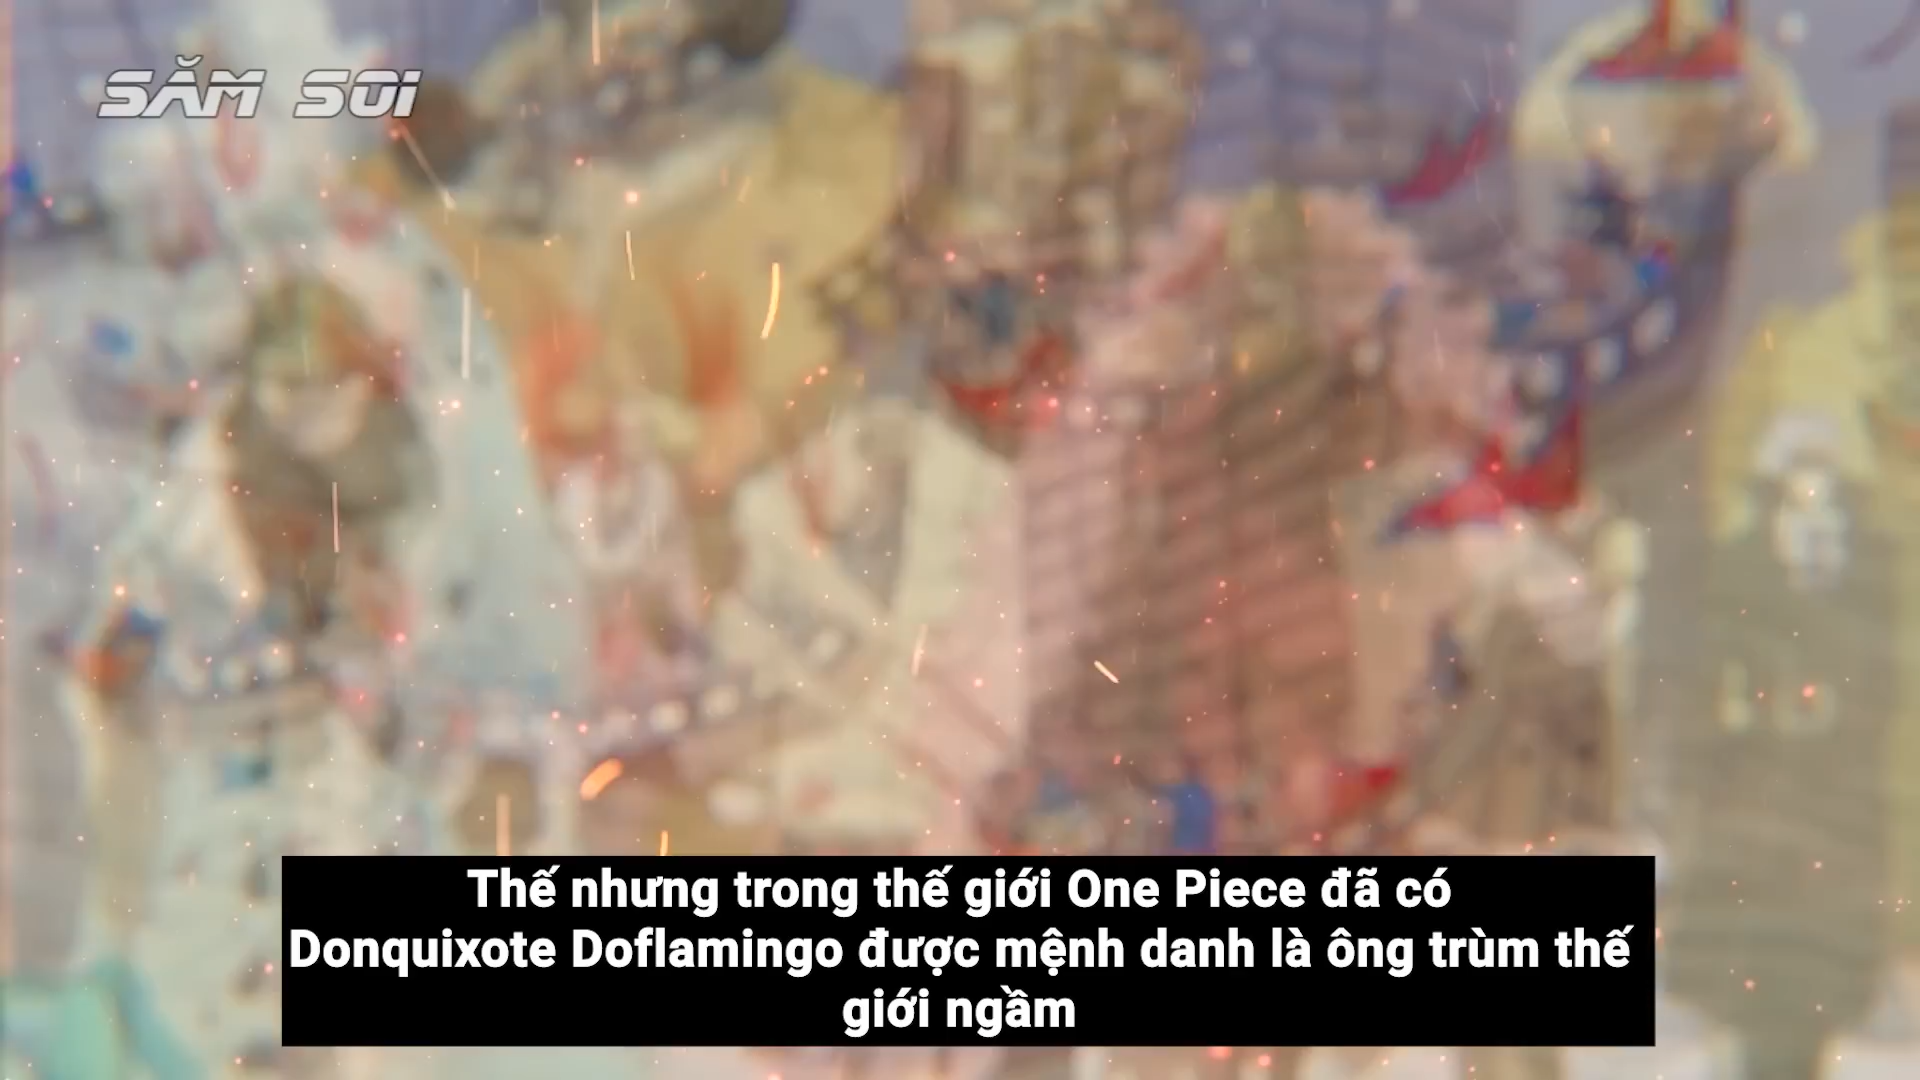 SĂM SOI
Thế nhưng trong thế giới One Piece đã có
Donquixote Doflamingo được mệnh danh là ông trùm thế
giới ngầm